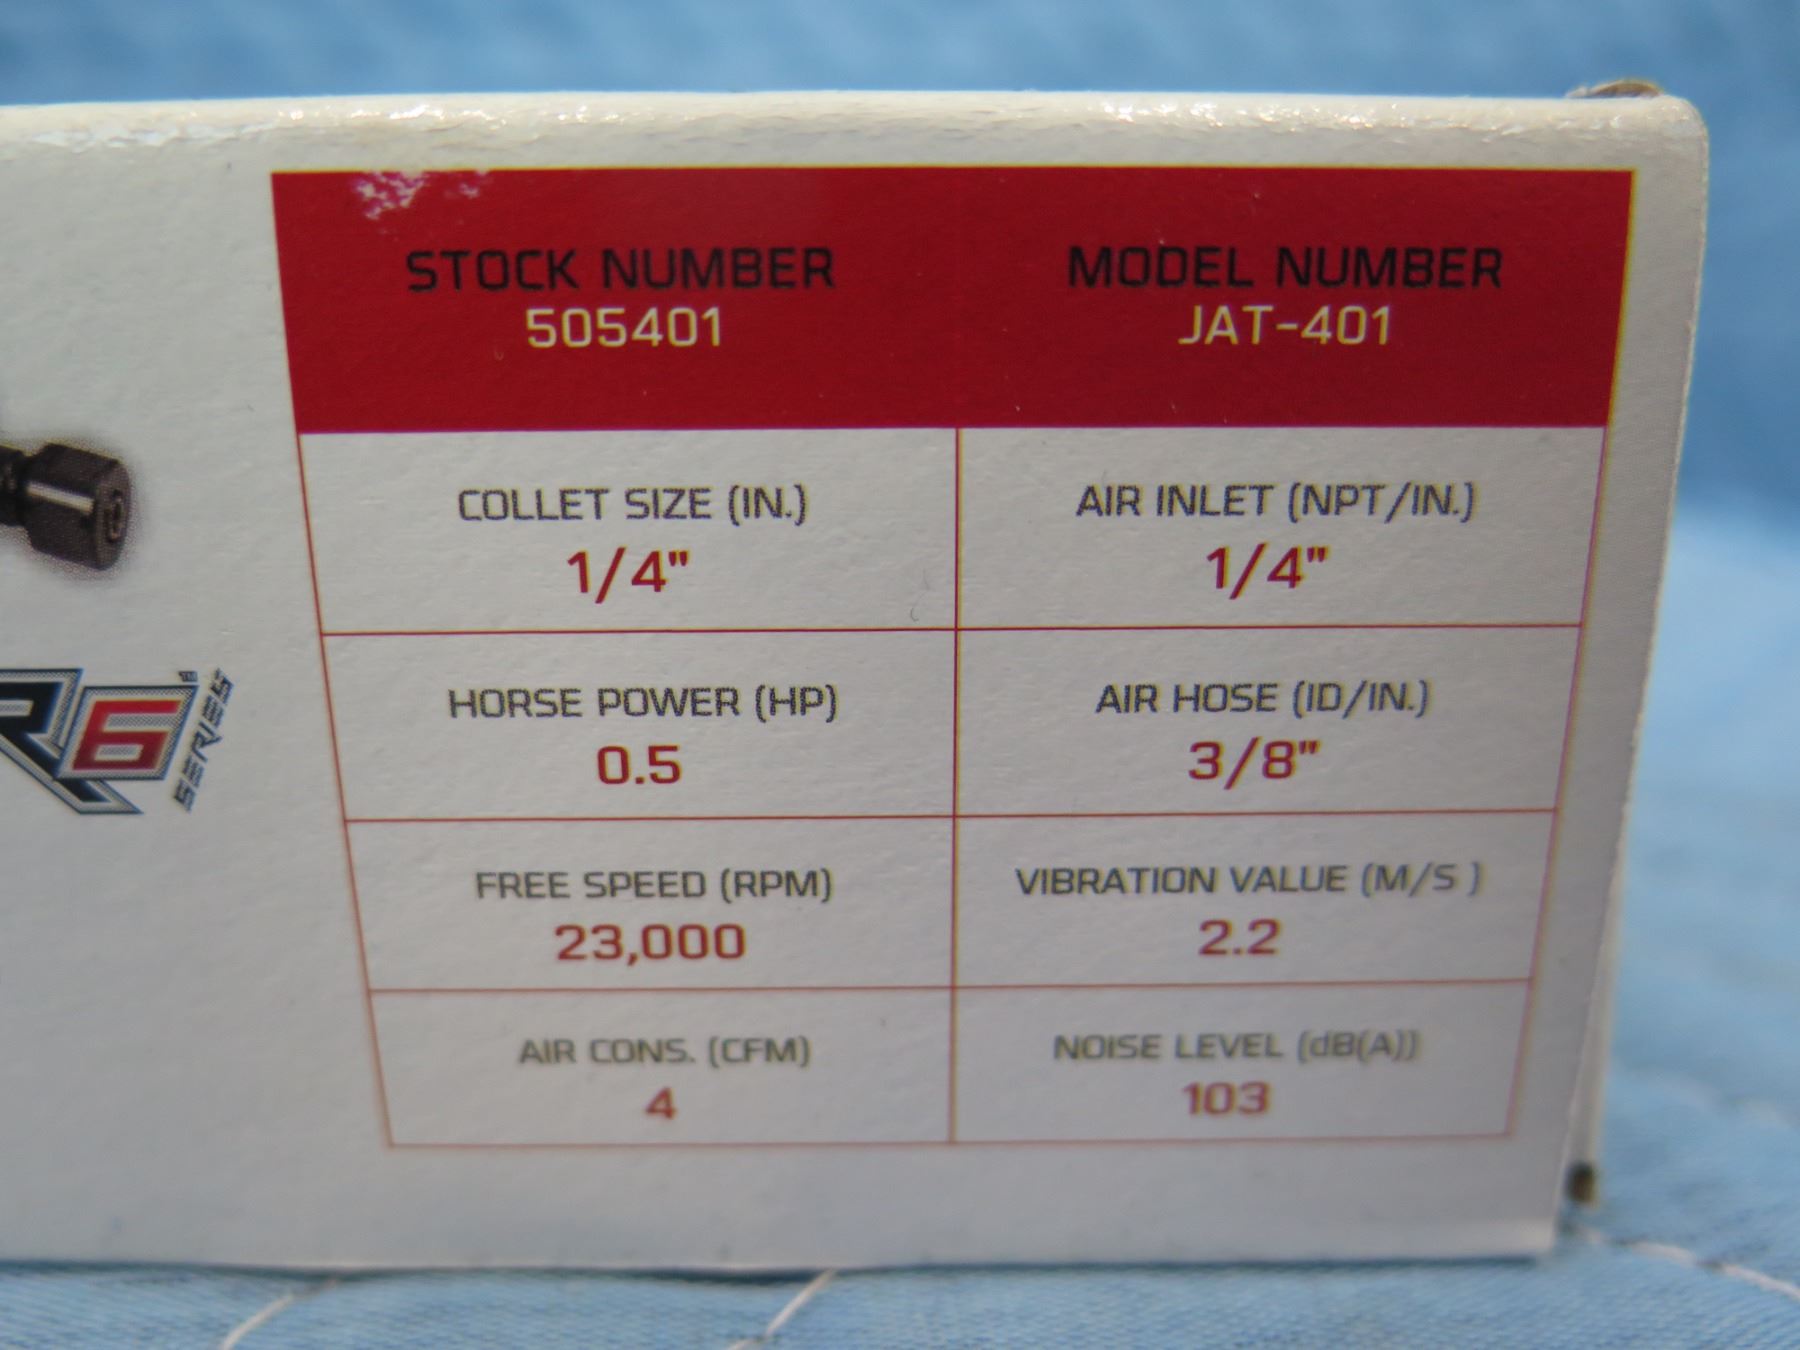 STOCK NUMBER
505401
MODEL NUMBER
JAT-401
COLLET SIZE (IN.)
1/4"
AIR INLET (NPT/IN.)
1/4"
HORSE POWER (HP)
0.5
AIR HOSE (ID/IN.)
3/8"
FREE SPEED (RPM)
23,000
VIBRATION VALUE (M/S )
2.2
AIR CONS. (CFM)
4
NOISE LEVEL (dB(A))
103
R6™
SERIES